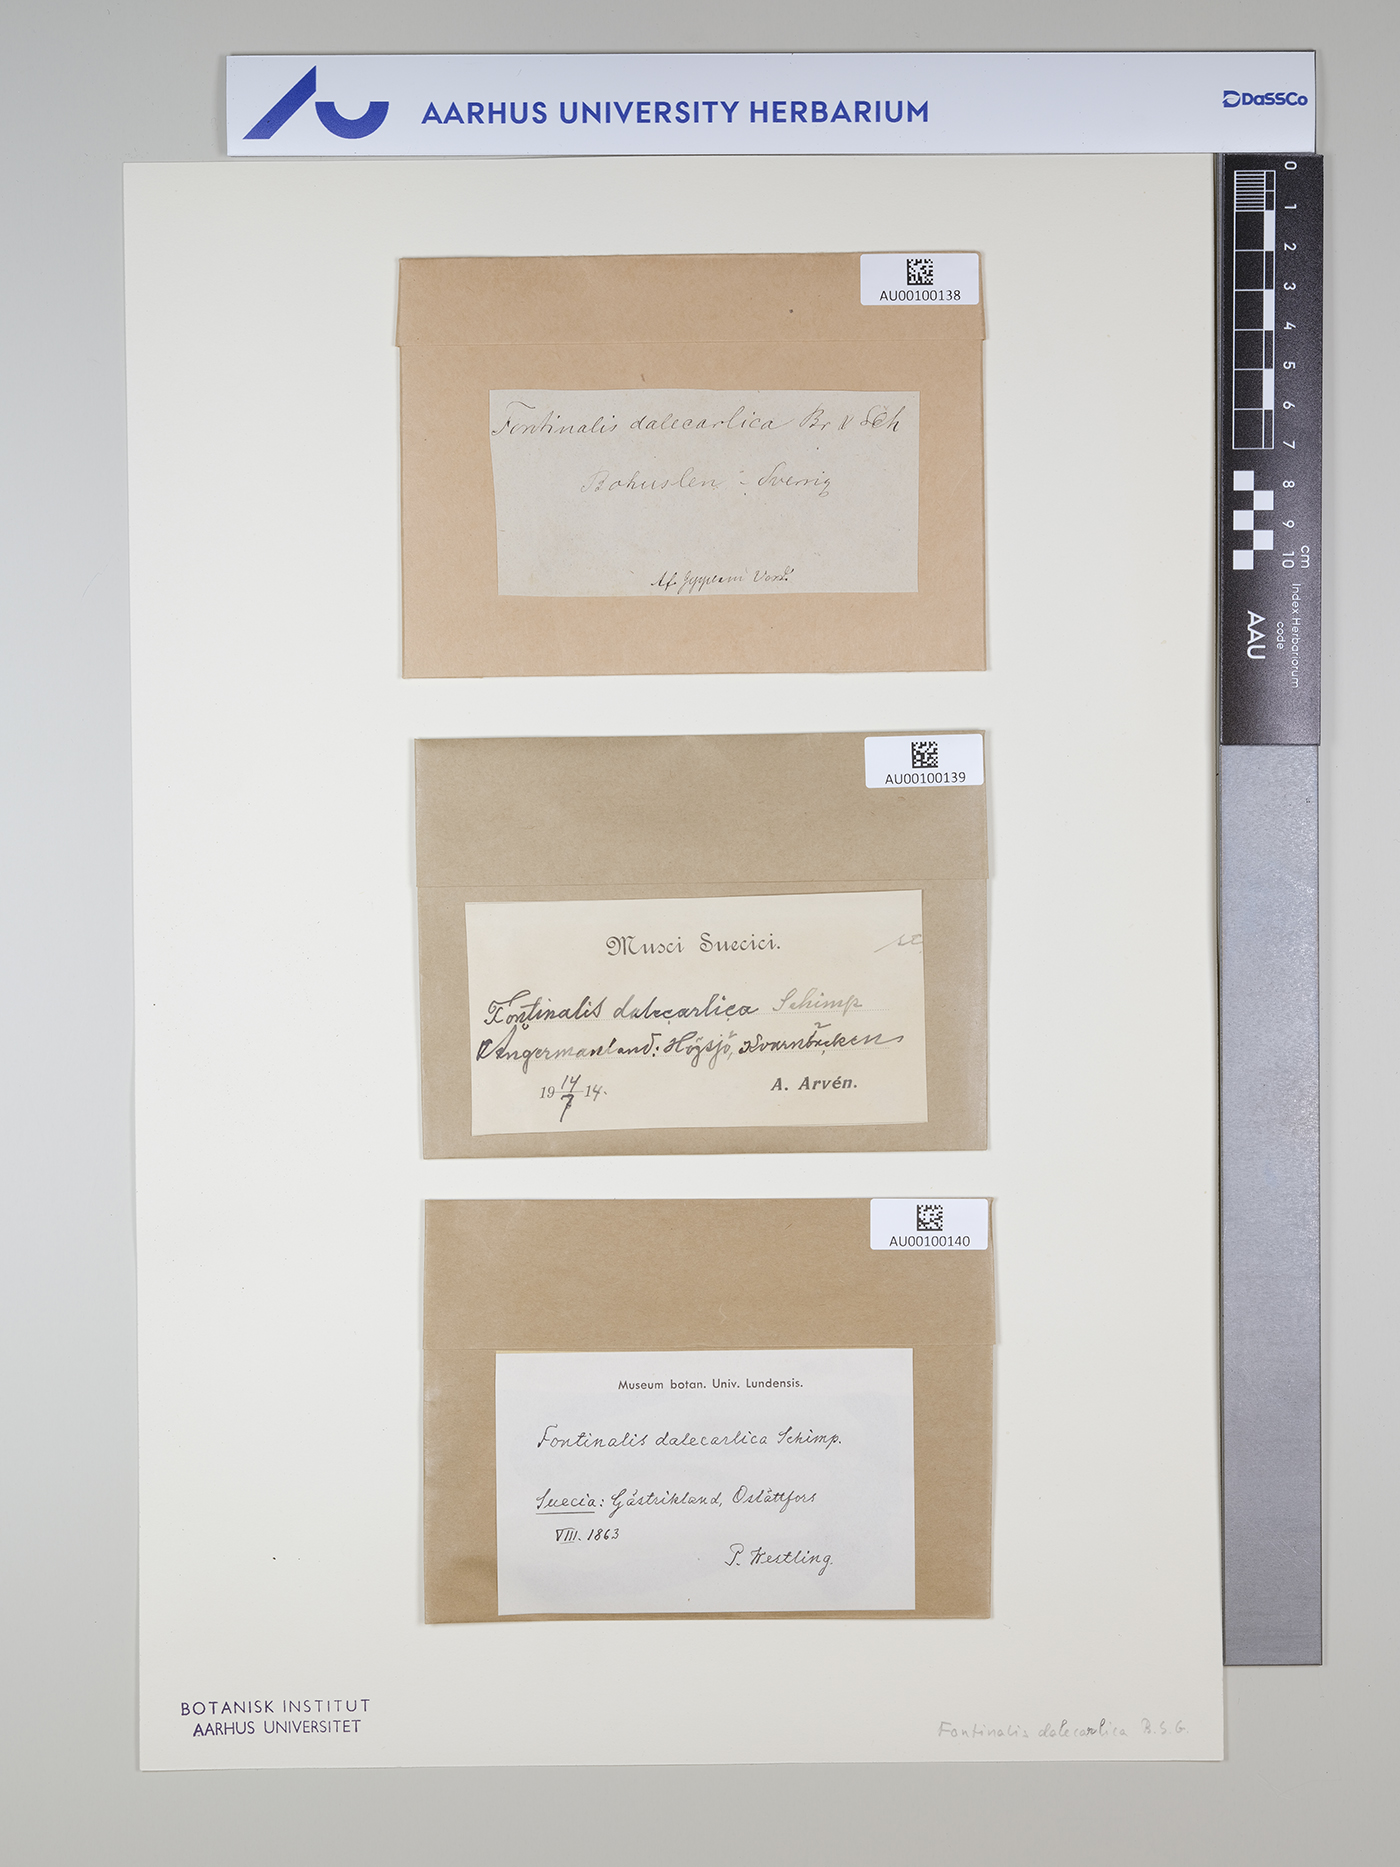 AARHUS UNIVERSITY HERBARIUM
DaSSCo
0 1 2 3 4 5 6 7 8 9 10
cm
Index Herbariorum
code
AAU
AU00100138
Fontinalis dalecarlica Br & Sch
Bohuslen - Sverrig
Af
AU00100139
Musci Suecici.
Fontinalis dalecarlica Schimp
Ångermanland: Högsjö, Kvarnbäcken
19 14/7 14.
A. Arvén.
AU00100140
Museum botan. Univ. Lundensis.
Fontinalis dalecarlica Schimp.
Suecia: Gästrikland, Oslättfors
VIII. 1863
P. Westling.
BOTANISK INSTITUT
AARHUS UNIVERSITET
Fontinalis dalecarlica B.S.G.